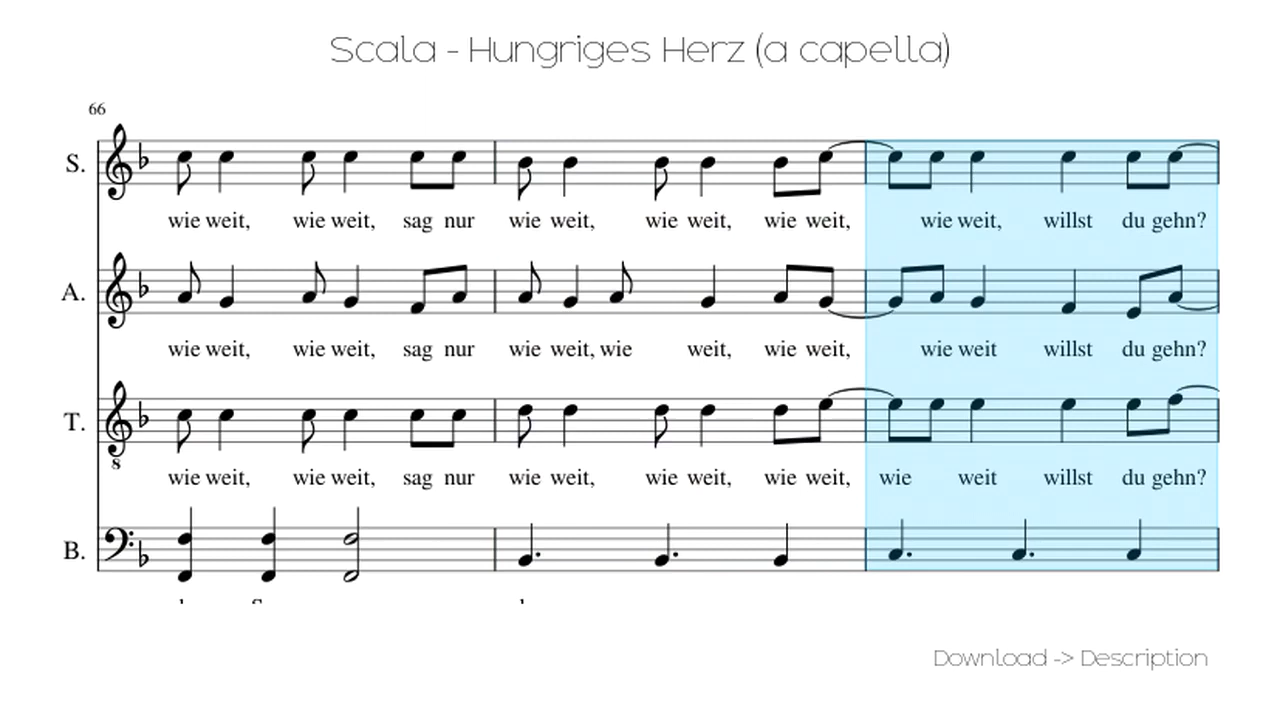 Scala - Hungriges Herz (a capella)
66
S.
wie weit, wie weit, sag nur wie weit, wie weit, wie weit, wie weit, willst du gehn?
A.
wie weit, wie weit, sag nur wie weit, wie weit, wie weit, wie weit willst du gehn?
T.
8
wie weit, wie weit, sag nur wie weit, wie weit, wie weit, wie weit willst du gehn?
B.
Download -> Description